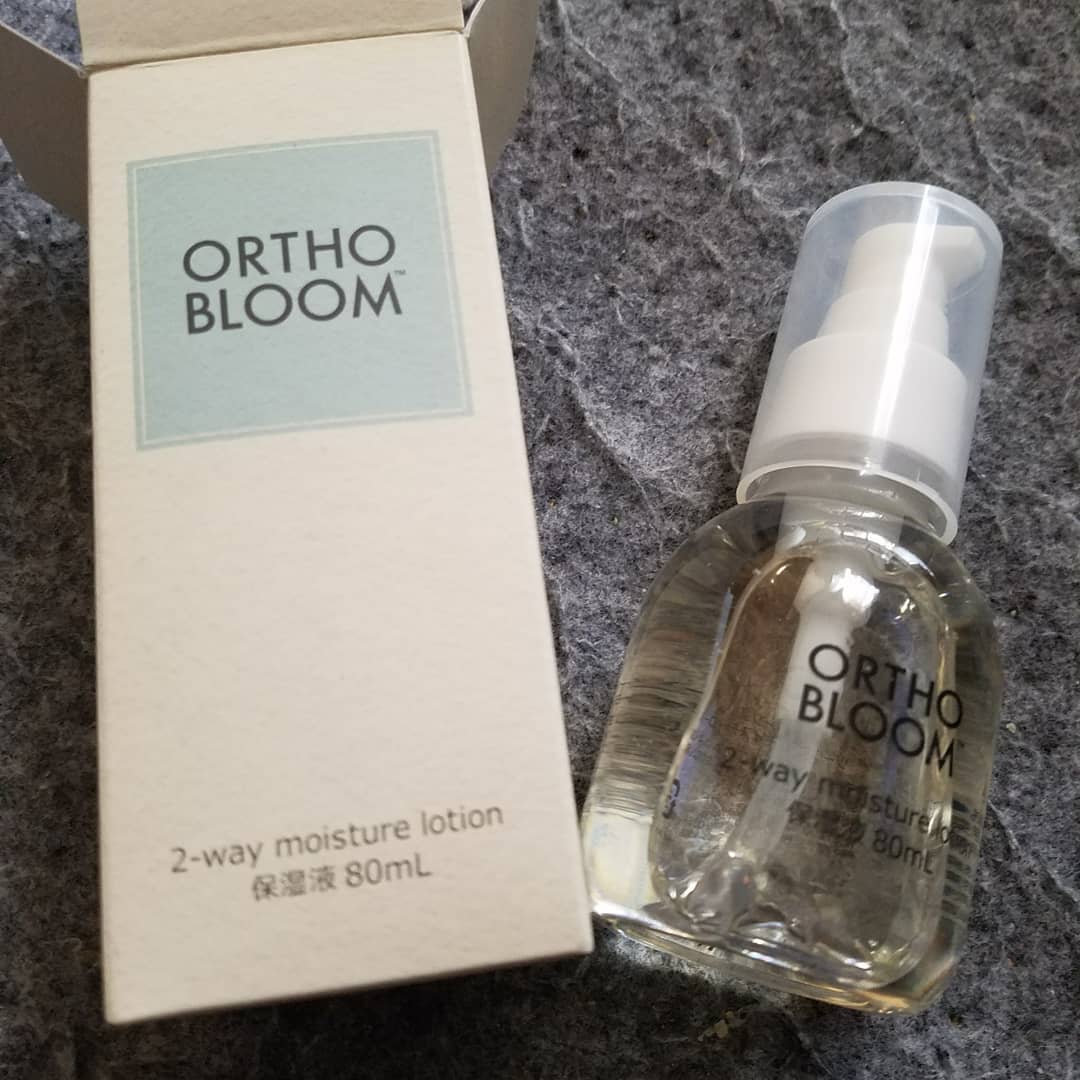 ORTHO
BLOOM™
2-way moisture lotion
保湿液 80mL
ORTHO
BLOOM™
2-way moisture lotion
保湿液 80mL